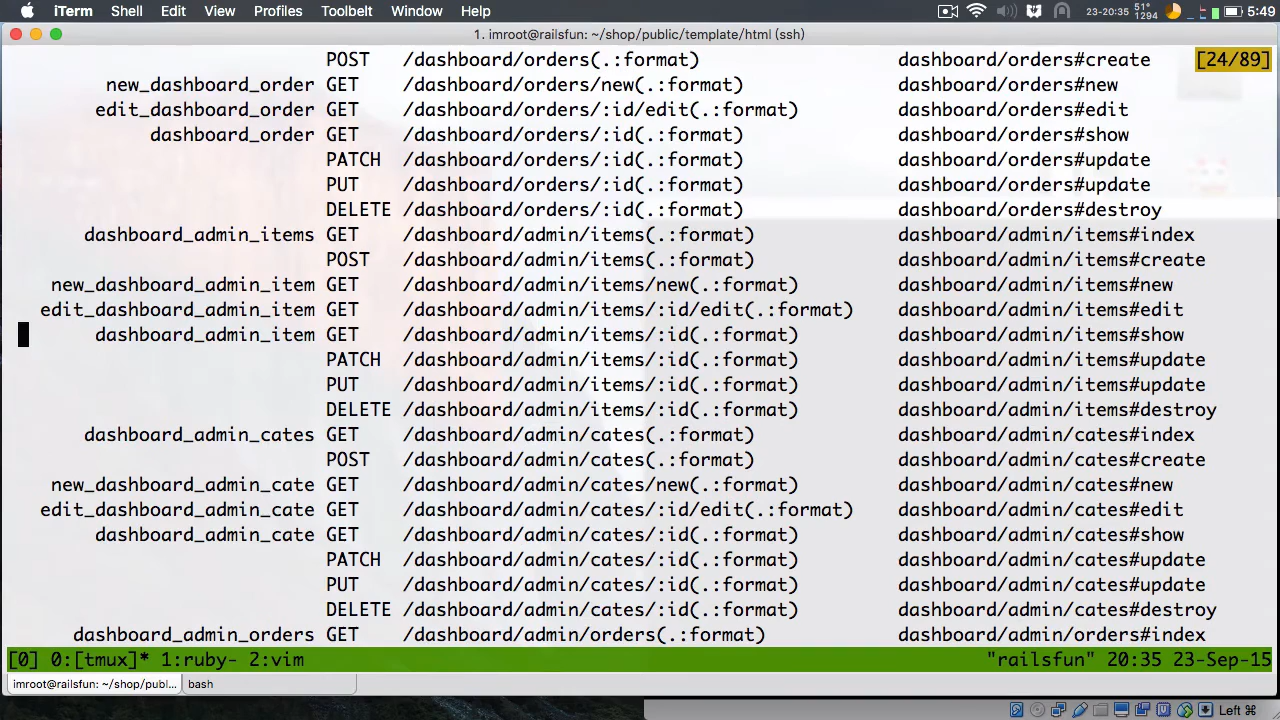 iTerm Shell Edit View Profiles Toolbelt Window Help 23-20:35 51° 1294 5:49
1. imroot@railsfun: ~/shop/public/template/html (ssh)
POST /dashboard/orders(.:format) dashboard/orders#create [24/89]
new_dashboard_order GET /dashboard/orders/new(.:format) dashboard/orders#new
edit_dashboard_order GET /dashboard/orders/:id/edit(.:format) dashboard/orders#edit
dashboard_order GET /dashboard/orders/:id(.:format) dashboard/orders#show
PATCH /dashboard/orders/:id(.:format) dashboard/orders#update
PUT /dashboard/orders/:id(.:format) dashboard/orders#update
DELETE /dashboard/orders/:id(.:format) dashboard/orders#destroy
dashboard_admin_items GET /dashboard/admin/items(.:format) dashboard/admin/items#index
POST /dashboard/admin/items(.:format) dashboard/admin/items#create
new_dashboard_admin_item GET /dashboard/admin/items/new(.:format) dashboard/admin/items#new
edit_dashboard_admin_item GET /dashboard/admin/items/:id/edit(.:format) dashboard/admin/items#edit
dashboard_admin_item GET /dashboard/admin/items/:id(.:format) dashboard/admin/items#show
PATCH /dashboard/admin/items/:id(.:format) dashboard/admin/items#update
PUT /dashboard/admin/items/:id(.:format) dashboard/admin/items#update
DELETE /dashboard/admin/items/:id(.:format) dashboard/admin/items#destroy
dashboard_admin_cates GET /dashboard/admin/cates(.:format) dashboard/admin/cates#index
POST /dashboard/admin/cates(.:format) dashboard/admin/cates#create
new_dashboard_admin_cate GET /dashboard/admin/cates/new(.:format) dashboard/admin/cates#new
edit_dashboard_admin_cate GET /dashboard/admin/cates/:id/edit(.:format) dashboard/admin/cates#edit
dashboard_admin_cate GET /dashboard/admin/cates/:id(.:format) dashboard/admin/cates#show
PATCH /dashboard/admin/cates/:id(.:format) dashboard/admin/cates#update
PUT /dashboard/admin/cates/:id(.:format) dashboard/admin/cates#update
DELETE /dashboard/admin/cates/:id(.:format) dashboard/admin/cates#destroy
dashboard_admin_orders GET /dashboard/admin/orders(.:format) dashboard/admin/orders#index
[0] 0:[tmux]* 1:ruby- 2:vim "railsfun" 20:35 23-Sep-15
imroot@railsfun: ~/shop/publ... bash
Left ⌘